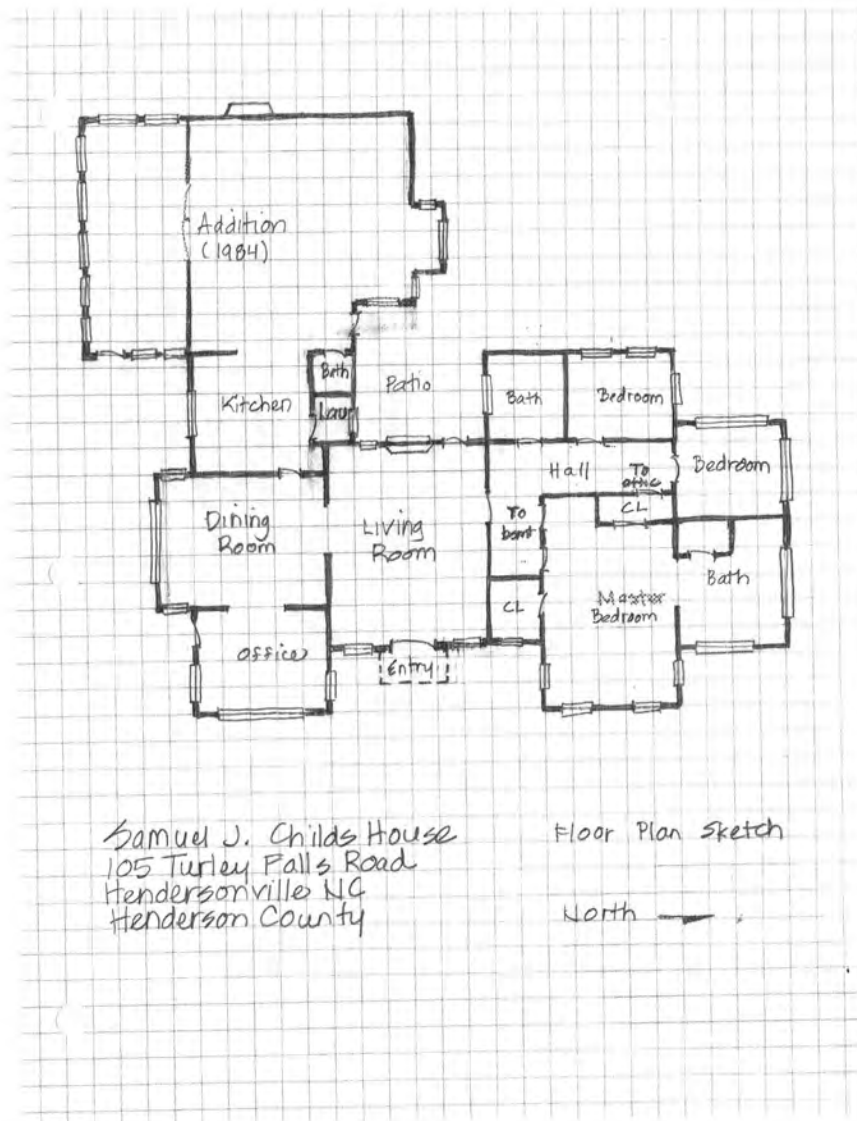 Addition
(1984)
Bath
Patio
Kitchen
Lau
Bath
Bedroom
Hall
To
attic
Bedroom
CL
Dining
Room
Living
Room
To
bsmt
CL
Master
Bedroom
Bath
Office
Entry
Samuel J. Childs House
105 Turley Falls Road
Hendersonville NC
Henderson County
Floor Plan Sketch
North